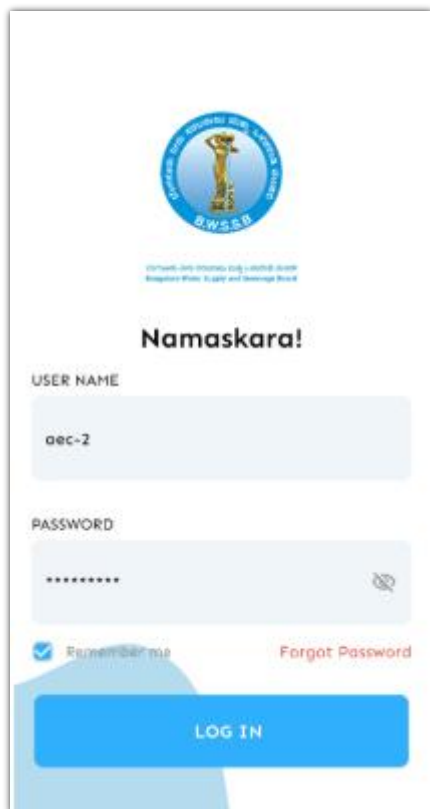 B.W.S.S.B
Bangalore Water Supply and Sewerage Board
Namaskara!
USER NAME
aec-2
PASSWORD
*********
Remember me
Forgot Password
LOG IN